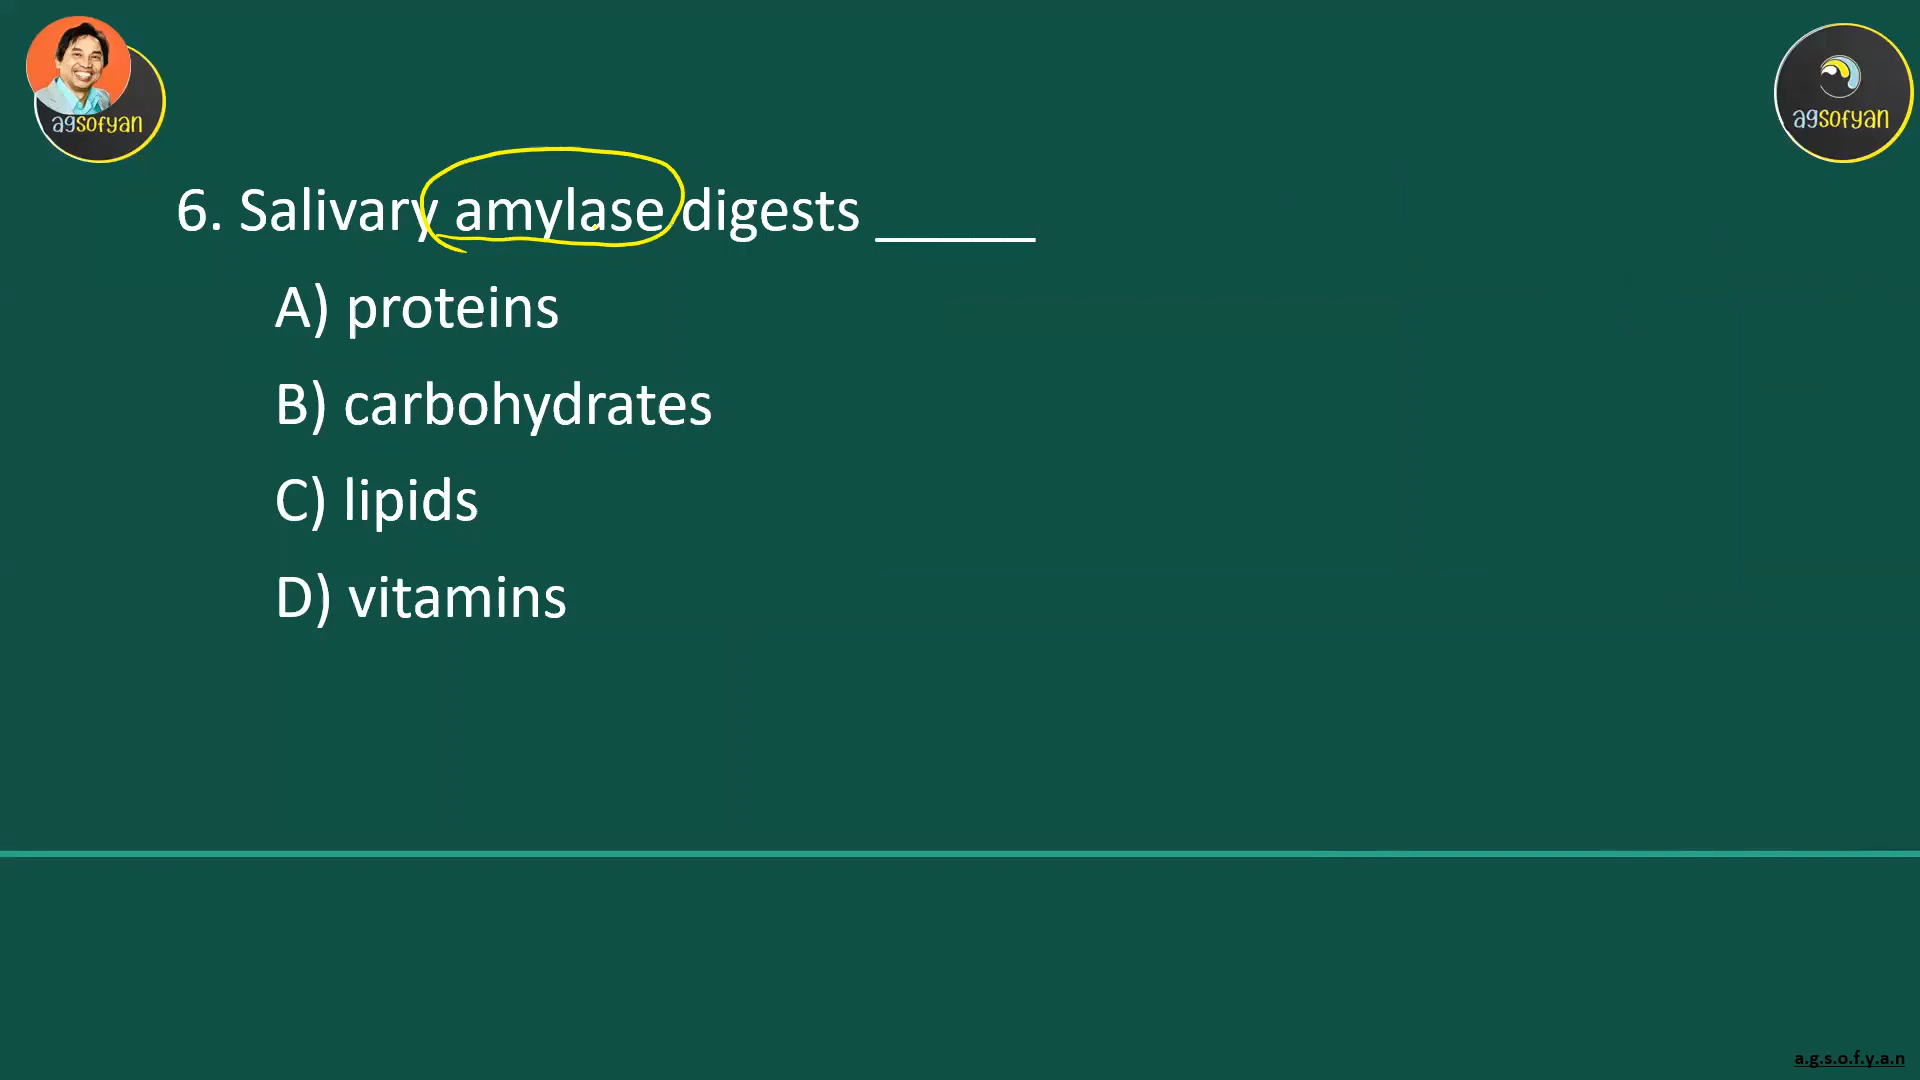 agsofyan
agsofyan
6. Salivary amylase digests ______
A) proteins
B) carbohydrates
C) lipids
D) vitamins
a.g.s.o.f.y.a.n